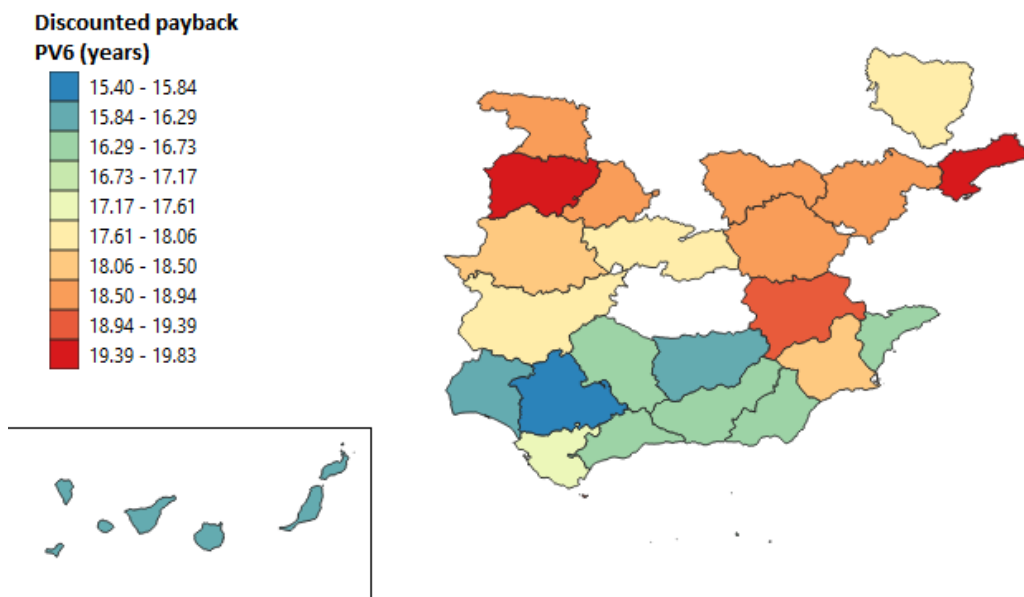 Discounted payback
PV6 (years)
15.40 - 15.84
15.84 - 16.29
16.29 - 16.73
16.73 - 17.17
17.17 - 17.61
17.61 - 18.06
18.06 - 18.50
18.50 - 18.94
18.94 - 19.39
19.39 - 19.83